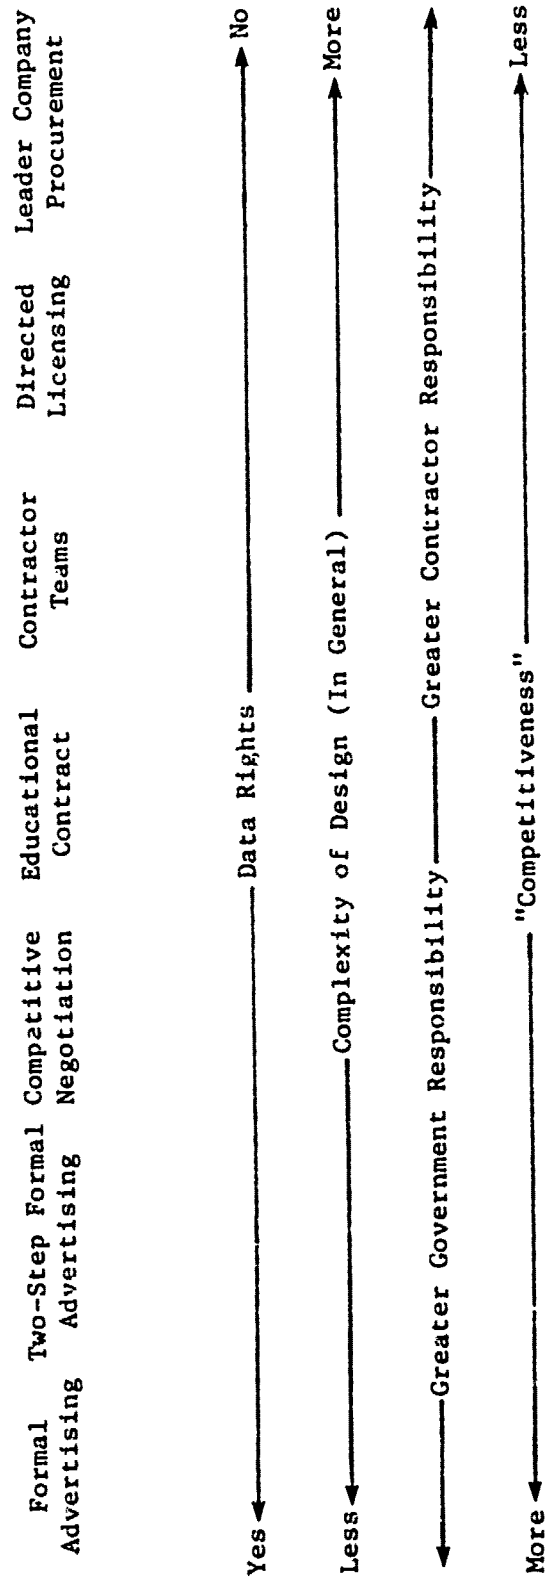 Formal Two-Step Formal Competitive Educational Contractor Directed Leader Company
Advertising Advertising Negotiation Contract Teams Licensing Procurement
Yes Data Rights No
Less Complexity of Design (In General) More
Greater Government Responsibility Greater Contractor Responsibility
More "Competitiveness" Less